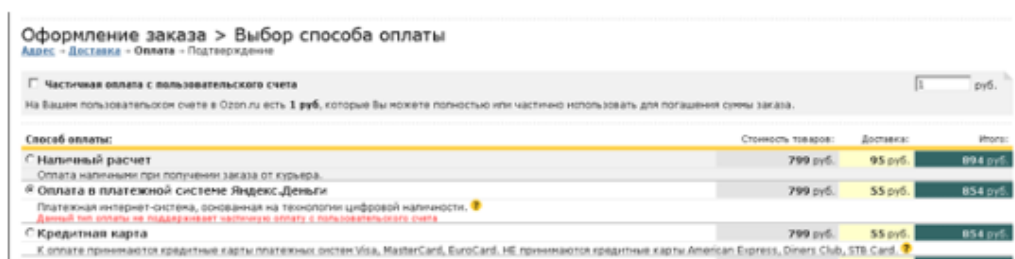 Оформление заказа > Выбор способа оплаты
Адрес - Доставка - Оплата - Подтверждение
Частичная оплата с пользовательского счета 1 руб.
На Вашем пользовательском счете в Ozon.ru есть 1 руб, которые Вы можете полностью или частично использовать для погашения суммы заказа.
Способ оплаты: Стоимость товаров: Доставка: Итого:
Наличный расчет 799 руб. 95 руб. 894 руб.
Оплата наличными при получении заказа от курьера.
Оплата в платежной системе Яндекс.Деньги 799 руб. 55 руб. 854 руб.
Платежная интернет-система, основанная на технологии цифровой наличности. ?
Данный тип оплаты не поддерживает частичную оплату с пользовательского счета
Кредитная карта 799 руб. 55 руб. 854 руб.
К оплате принимаются кредитные карты платежных систем Visa, MasterCard, EuroCard. НЕ принимаются кредитные карты American Express, Diners Club, STB Card. ?